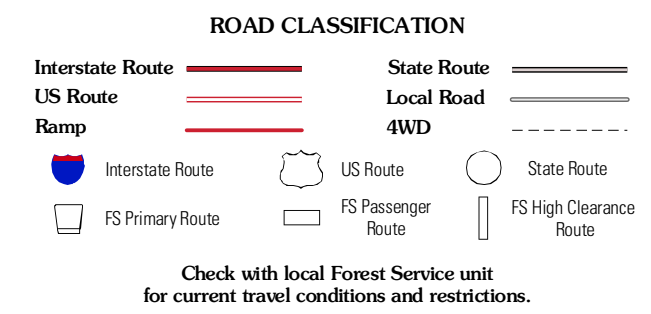 ROAD CLASSIFICATION
Interstate Route
State Route
US Route
Local Road
Ramp
4WD
Interstate Route
US Route
State Route
FS Primary Route
FS Passenger
Route
FS High Clearance
Route
Check with local Forest Service unit
for current travel conditions and restrictions.